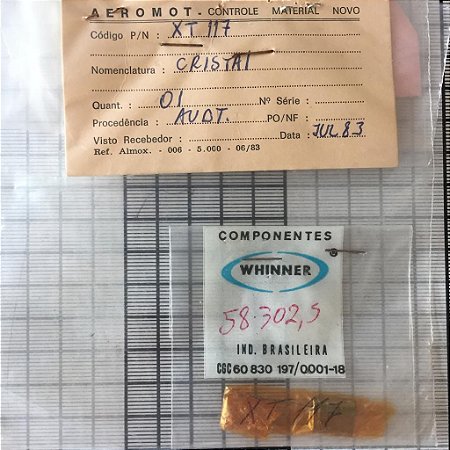 AEROMOT - CONTROLE MATERIAL NOVO
Código P/N : XT 117
Nomenclatura : CRISTAL
Quant. : 01 Nº Série :
Procedência : AUDT. PO/NF :
Visto Recebedor : Data : JUL 83
Ref. Almox. - 006 - 5.000 - 06/83
COMPONENTES
WHINNER
58.302,5
IND. BRASILEIRA
CGC 60 830 197/0001-18
XT 117